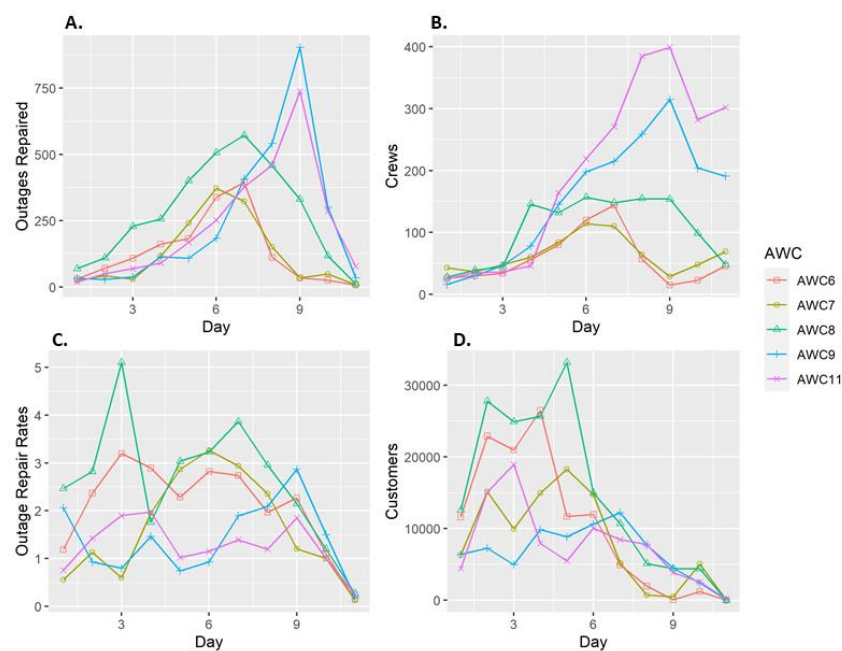 A.
B.
750
500
250
0
Outages Repaired
3
6
9
Day
400
300
200
100
0
Crews
3
6
9
Day
AWC
AWC6
AWC7
AWC8
AWC9
AWC11
C.
D.
5
4
3
2
1
0
Outage Repair Rates
3
6
9
Day
30000
20000
10000
0
Customers
3
6
9
Day